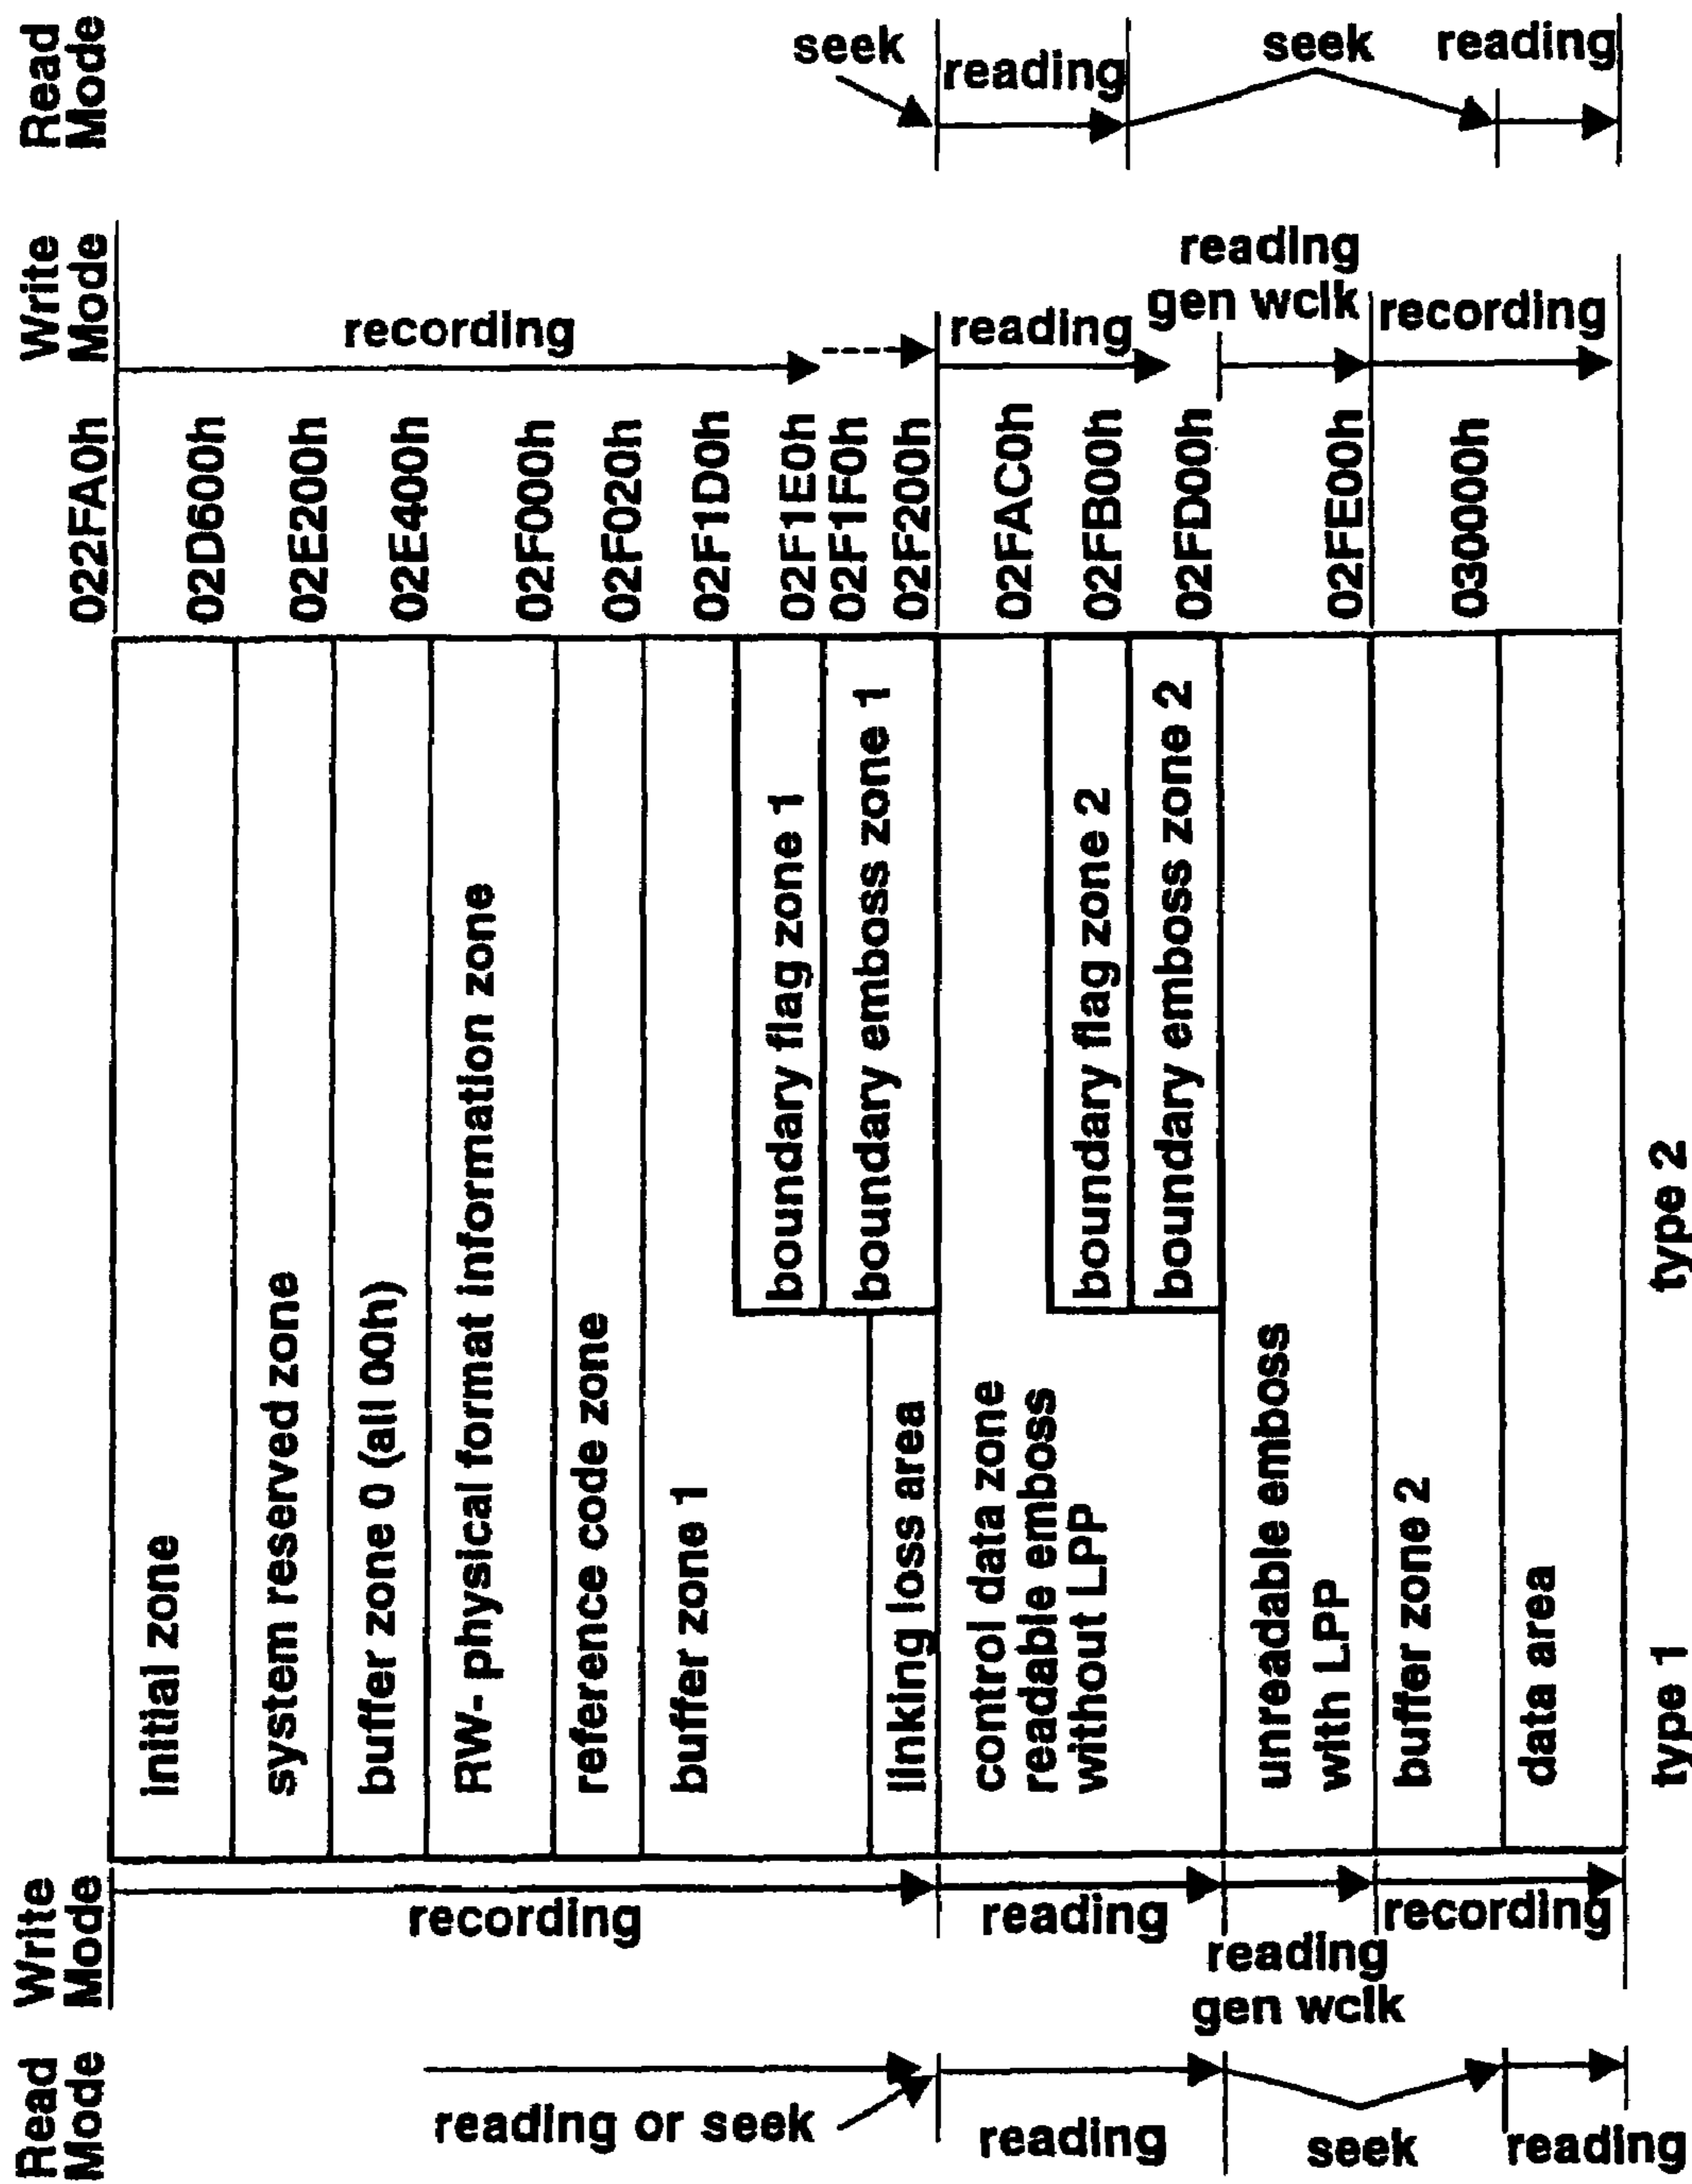 Read
Mode
seek
reading
seek
reading
Write
Mode
recording
reading
reading
gen wclk
recording
022FA0h
02D600h
02E200h
02E400h
02F000h
02F020h
02F1D0h
02F1E0h
02F1F0h
02F200h
02FAC0h
02FB00h
02FD00h
02FE00h
030000h
initial zone
system reserved zone
buffer zone 0 (all 00h)
RW- physical format information zone
reference code zone
buffer zone 1
boundary flag zone 1
boundary emboss zone 1
linking loss area
control data zone
readable emboss
without LPP
boundary flag zone 2
boundary emboss zone 2
unreadable emboss
with LPP
buffer zone 2
data area
type 1
type 2
Write
Mode
recording
reading
reading
gen wclk
recording
Read
Mode
reading or seek
reading
seek
reading